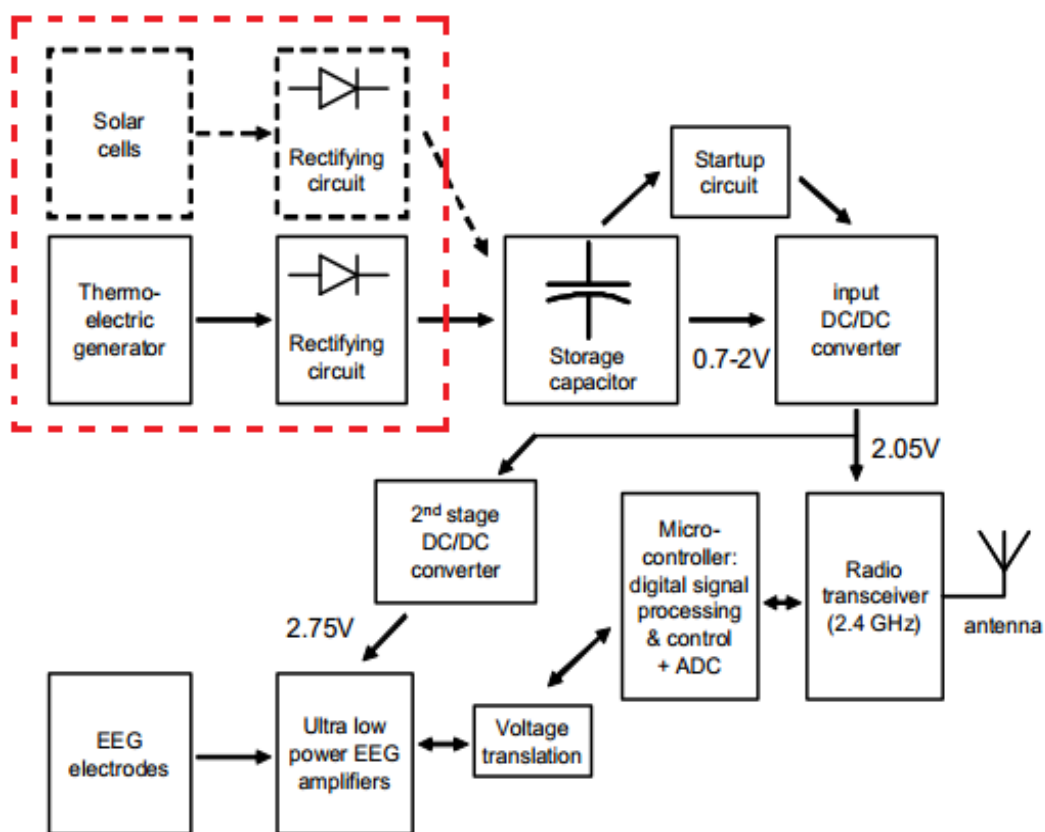 Solar
cells
Rectifying
circuit
Startup
circuit
Thermo-
electric
generator
Rectifying
circuit
Storage
capacitor
0.7-2V
input
DC/DC
converter
2.05V
2nd stage
DC/DC
converter
Micro-
controller:
digital signal
processing
& control
+ ADC
Radio
transceiver
(2.4 GHz)
antenna
2.75V
EEG
electrodes
Ultra low
power EEG
amplifiers
Voltage
translation